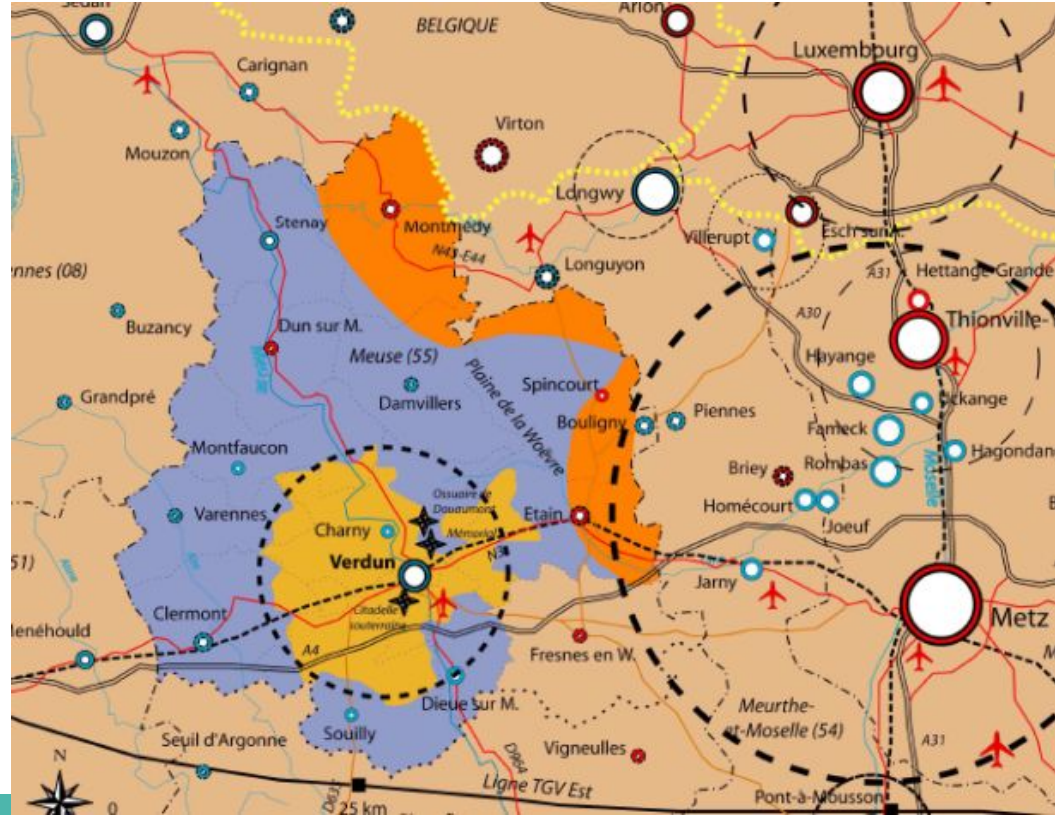 Sedan
Arlon
BELGIQUE
Luxembourg
Carignan
Virton
Mouzon
Longwy
Stenay
Montmédy
Villerupt
Esch sur A.
N43-E44
Longuyon
A31
Hettange Grande
ennes (08)
Buzancy
Dun sur M.
A30
Thionville-
Meuse (55)
Hayange
Plaine de la Woëvre
Spincourt
Grandpré
Damvillers
Bouligny
Piennes
Fameck
Montfaucon
Moselle
Hagondan
Briey
Rombas
Ossuaire de
Douaumont
Homécourt
Joeuf
Varennes
Charny
Mémorial
Etain
51)
Aisne
Verdun
N3
Jarny
Clermont
Citadelle
souterraine
Metz
enéhould
A4
Fresnes en W.
Dieue sur M.
Meurthe-
et-Moselle (54)
Souilly
Seuil d'Argonne
D964
Vigneulles
A31
N
Ligne TGV Est
Pont-à-Mousson
0
25 km